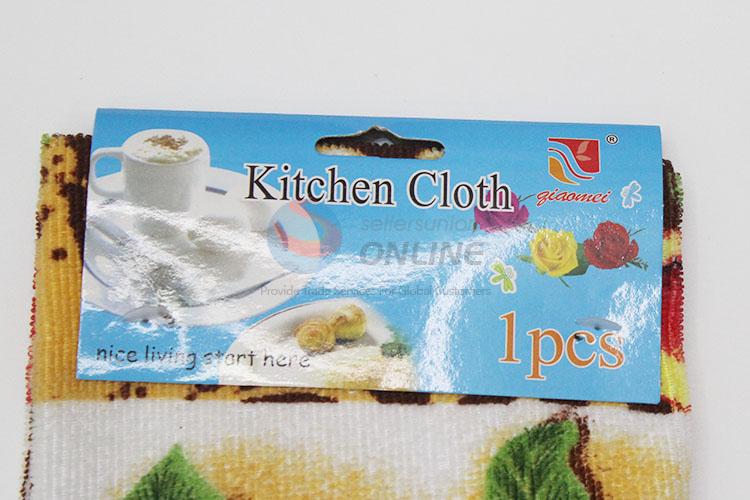 Kitchen Cloth
®
qiaomei
sellersunion
ONLINE
Provide Trade Services For Global Customers
nice living start here
1pcs